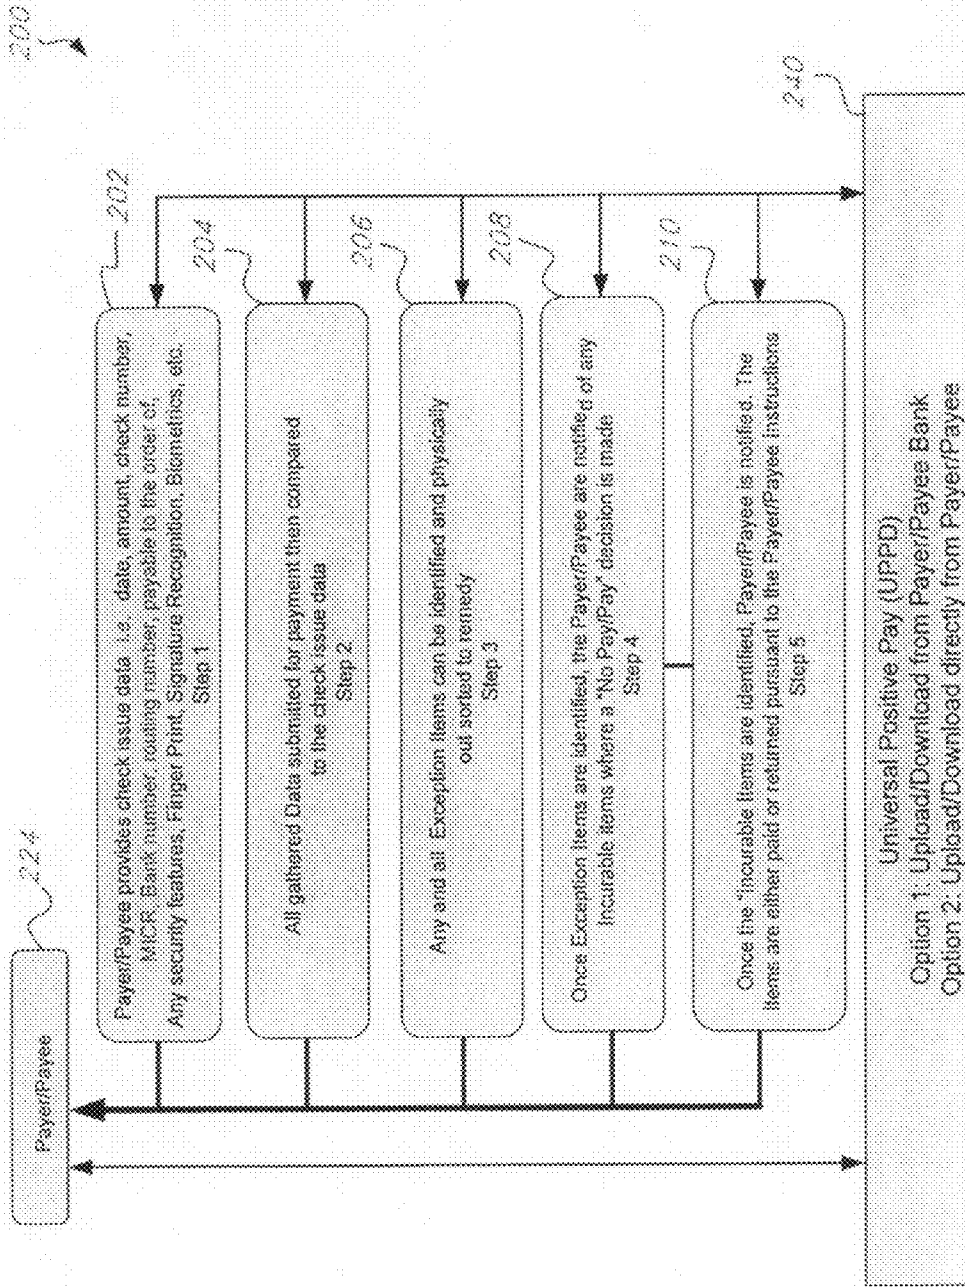 200
Payer/Payee
224
Payer/Payee provides check issue data i.e. date, amount, check number,
MICR, Bank number, routing number, payate to the order of,
Any security features, Finger Print, Signature Recognition, Biometrics, etc.
Step 1
202
All gathered Data submitted for payment then compared
to the check issue data
Step 2
204
Any and all Exception Items can be identified and physically
out sorted to remedy
Step 3
206
Once Exception Items are identified, the Payer/Payee are notified of any
Incurable items where a "No Pay/Pay" decision is made
Step 4
208
Once the "Incurable Items are identified, Payer/Payee is notified. The
Items are either paid or returned pursuant to the Payer/Payee instructions
Step 5
210
240
Universal Positive Pay (UPPD)
Option 1: Upload/Download from Payer/Payee Bank
Option 2: Upload/Download directly from Payer/Payee